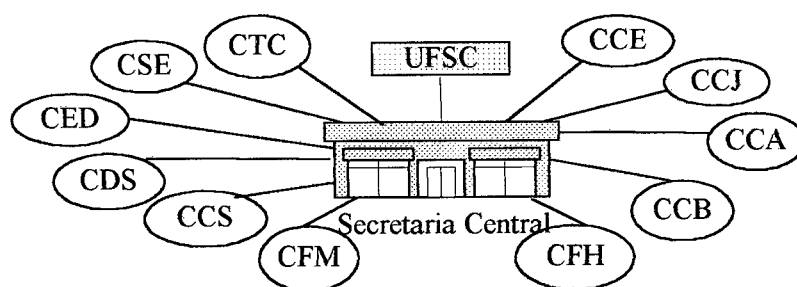 CTC
UFSC
CCE
CSE
CCJ
CED
CCA
CDS
CCS
CCB
Secretaria Central
CFM
CFH